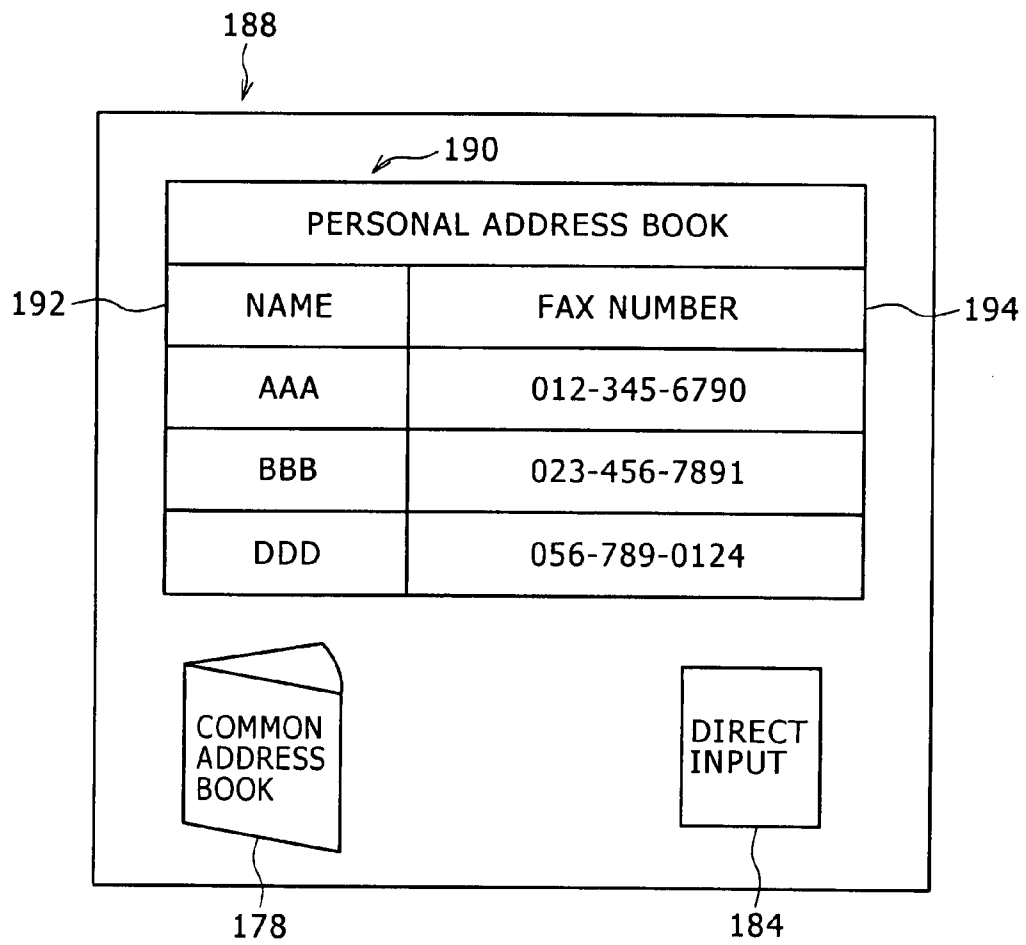 188
190
PERSONAL ADDRESS BOOK
192 NAME FAX NUMBER 194
AAA 012-345-6790
BBB 023-456-7891
DDD 056-789-0124
COMMON
ADDRESS
BOOK
DIRECT
INPUT
178 184